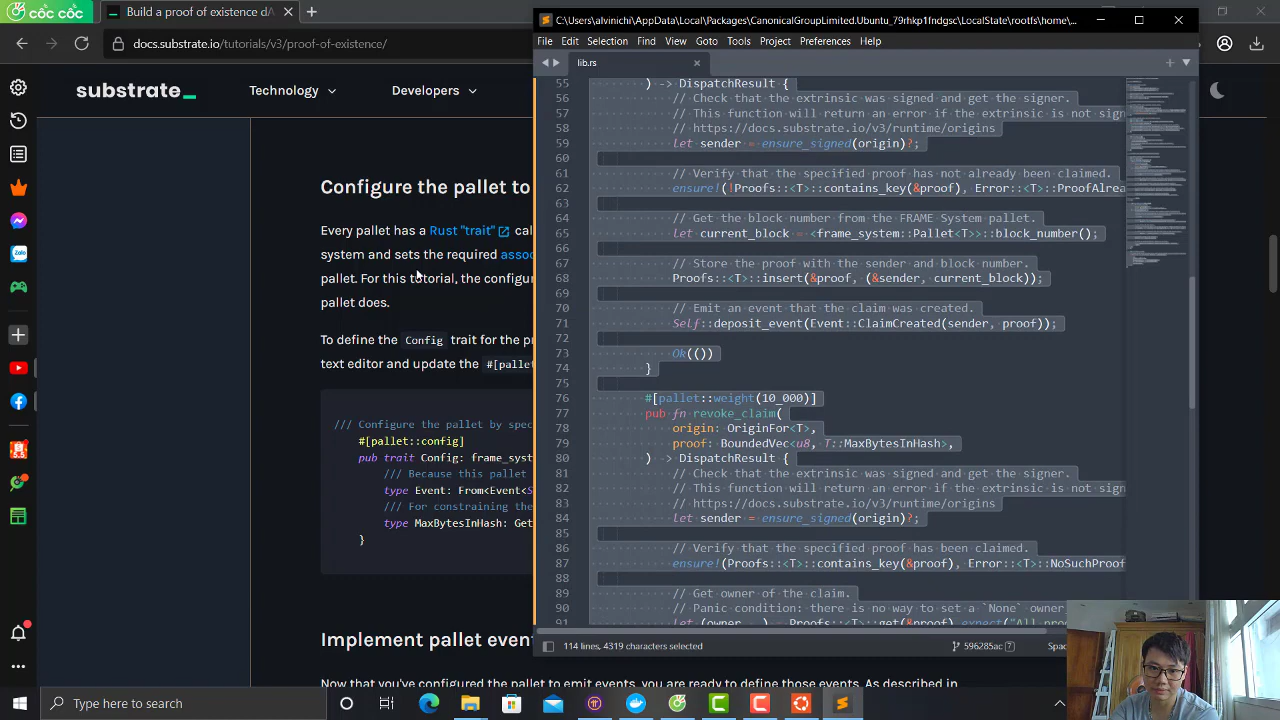 cốc cốc
Build a proof of existence dA
docs.substrate.io/tutorials/v3/proof-of-existence/
substrate_
Technology
Developers
Configure the pallet to
Every pallet has a Rust "trait" cal
system and sets the required asso
pallet. For this tutorial, the configur
pallet does.
To define the Config trait for the pr
text editor and update the #[pallet
/// Configure the pallet by spec
#[pallet::config]
pub trait Config: frame_syst
/// Because this pallet
type Event: From<Event<S
/// For constraining the
type MaxBytesInHash: Get
}
Implement pallet even
Now that you've configured the pallet to emit events, you are ready to define those events. As described in
C:\Users\alvinichi\AppData\Local\Packages\CanonicalGroupLimited.Ubuntu_79rhkp1fndgsc\LocalState\rootfs\home\...
File Edit Selection Find View Goto Tools Project Preferences Help
lib.rs
55 ) -> DispatchResult {
56 // Check that the extrinsic was signed and get the signer.
57 // This function will return an error if the extrinsic is not sign
58 // https://docs.substrate.io/v3/runtime/origins
59 let sender = ensure_signed(origin)?;
60
61 // Verify that the specified proof has not already been claimed.
62 ensure!(!Proofs::<T>::contains_key(&proof), Error::<T>::ProofAlrea
63
64 // Get the block number from the FRAME System pallet.
65 let current_block = <frame_system::Pallet<T>>::block_number();
66
67 // Store the proof with the sender and block number.
68 Proofs::<T>::insert(&proof, (&sender, current_block));
69
70 // Emit an event that the claim was created.
71 Self::deposit_event(Event::ClaimCreated(sender, proof));
72
73 Ok(())
74 }
75
76 #[pallet::weight(10_000)]
77 pub fn revoke_claim(
78 origin: OriginFor<T>,
79 proof: BoundedVec<u8, T::MaxBytesInHash>,
80 ) -> DispatchResult {
81 // Check that the extrinsic was signed and get the signer.
82 // This function will return an error if the extrinsic is not sign
83 // https://docs.substrate.io/v3/runtime/origins
84 let sender = ensure_signed(origin)?;
85
86 // Verify that the specified proof has been claimed.
87 ensure!(Proofs::<T>::contains_key(&proof), Error::<T>::NoSuchProof
88
89 // Get owner of the claim.
90 // Panic condition: there is no way to set a `None` owner
91 let (owner, _) = Proofs::<T>::get(&proof).expect("All pro
114 lines, 4319 characters selected
596285ac
Spac
Zalo
5.5
Type here to search